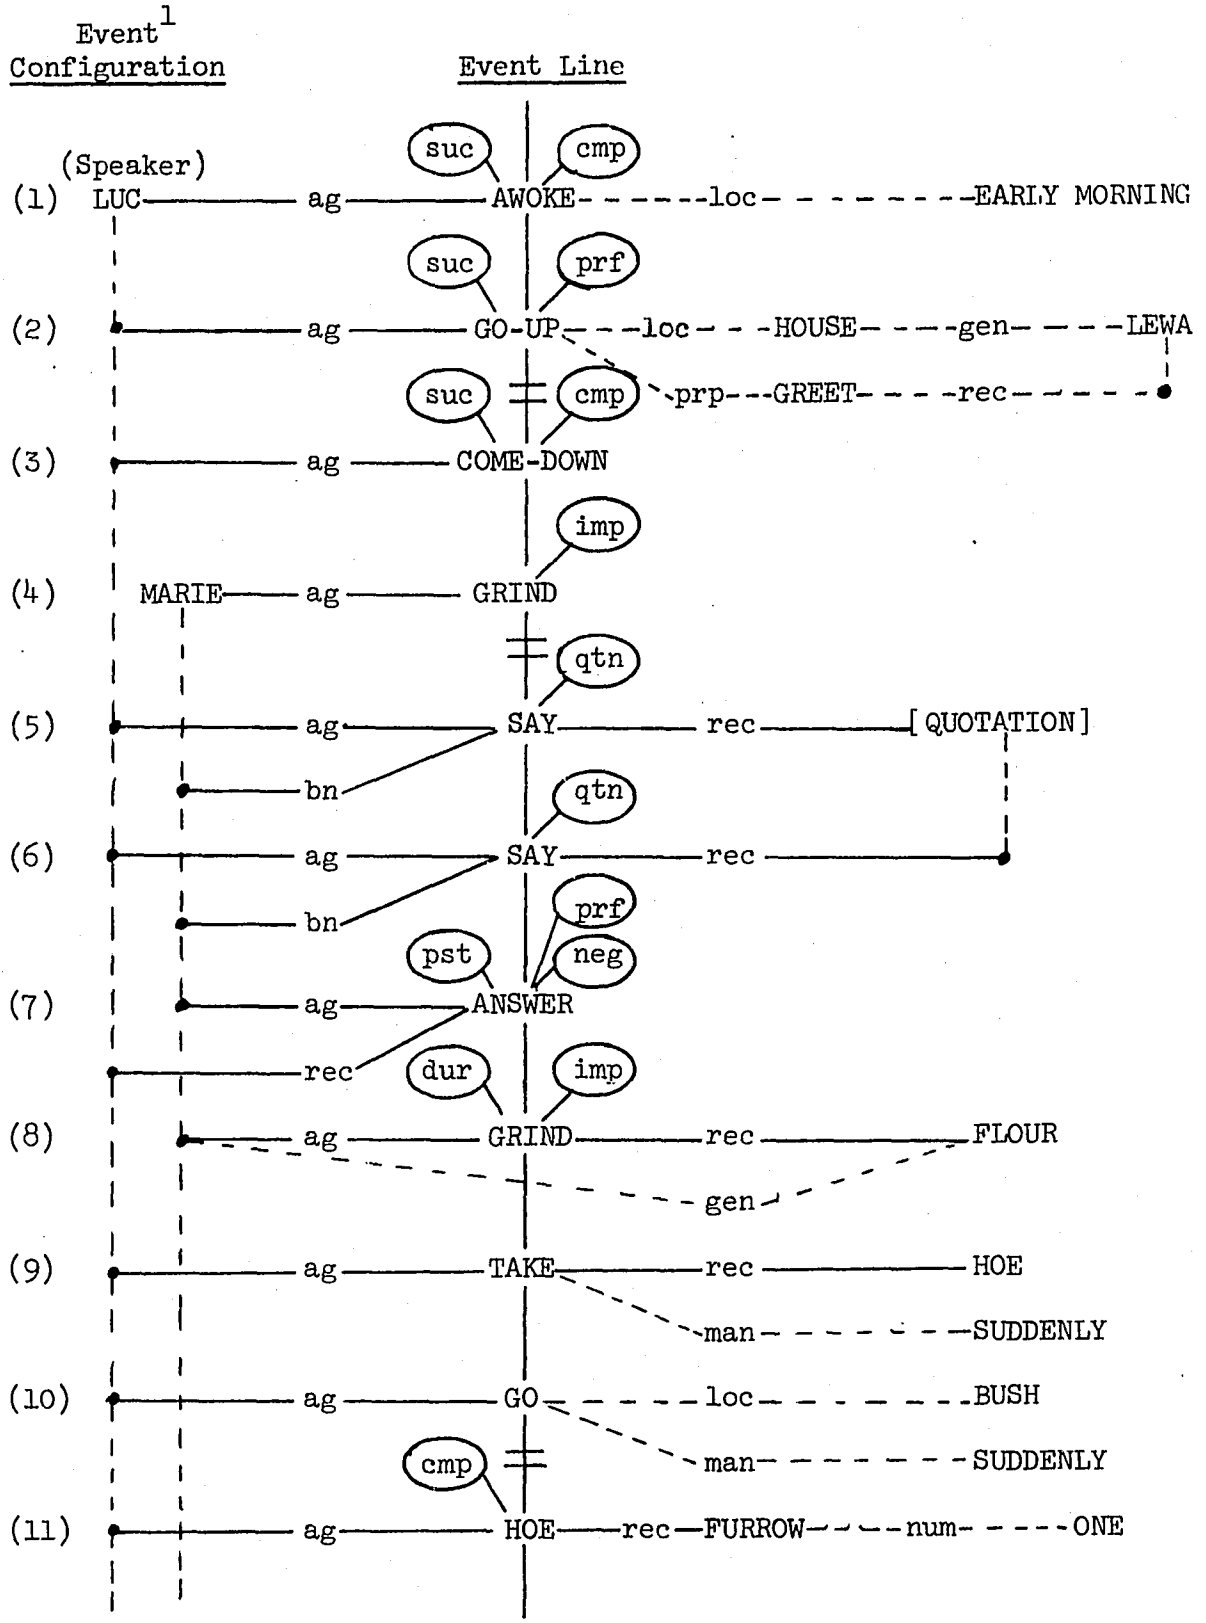 Event1
Configuration Event Line
suc cmp
(Speaker)
(1) LUC ag AWOKE loc EARLY MORNING
suc prf
(2) ag GO-UP loc HOUSE gen LEWA
suc cmp prp GREET rec
(3) ag COME-DOWN
imp
(4) MARIE ag GRIND
qtn
(5) ag SAY rec [QUOTATION]
bn qtn
(6) ag SAY rec
bn prf
pst neg
(7) ag ANSWER
rec dur imp
(8) ag GRIND rec FLOUR
gen
(9) ag TAKE rec HOE
man SUDDENLY
(10) ag GO loc BUSH
cmp man SUDDENLY
(11) ag HOE rec FURROW num ONE